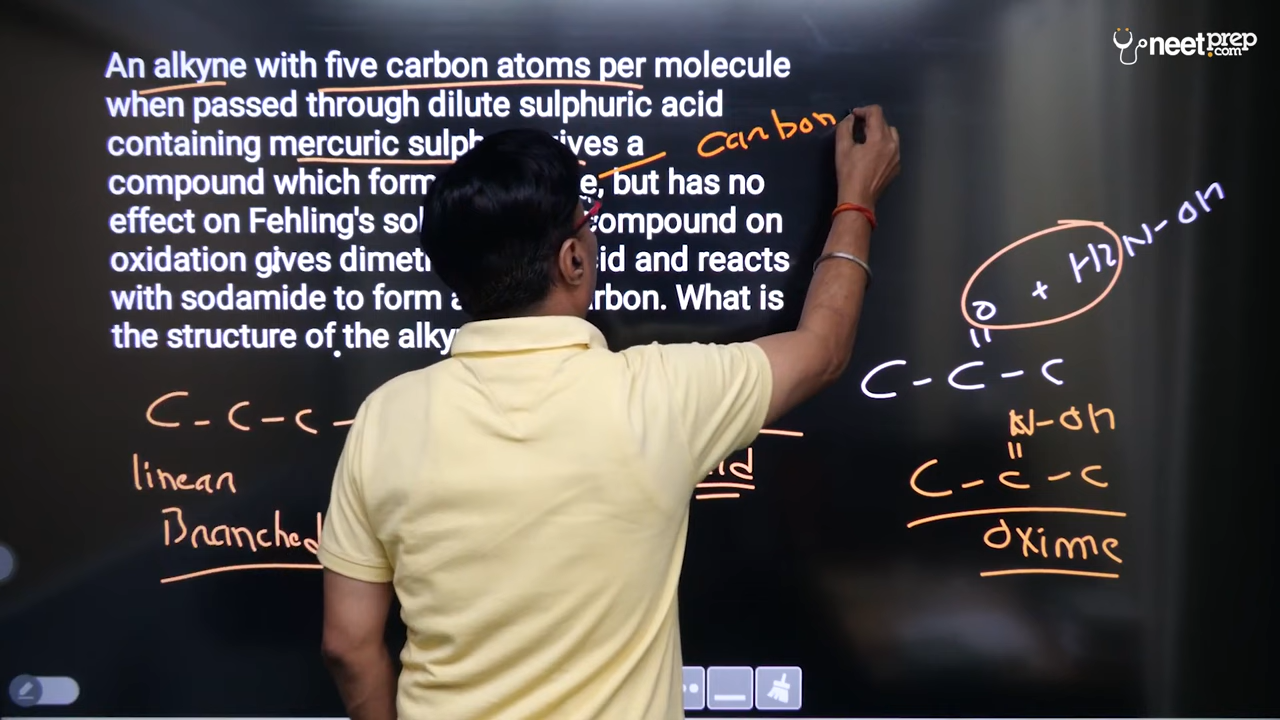 neetprep
.com
An alkyne with five carbon atoms per molecule
when passed through dilute sulphuric acid
containing mercuric sulph ives a
compound which form e, but has no
effect on Fehling's sol compound on
oxidation gives dimet id and reacts
with sodamide to form a rbon. What is
the structure of the alky
carbon
O + H2N-OH
||
C-C-C
C-C-C-
N-OH
||
C-C-C
linear
Branched
id
oxime